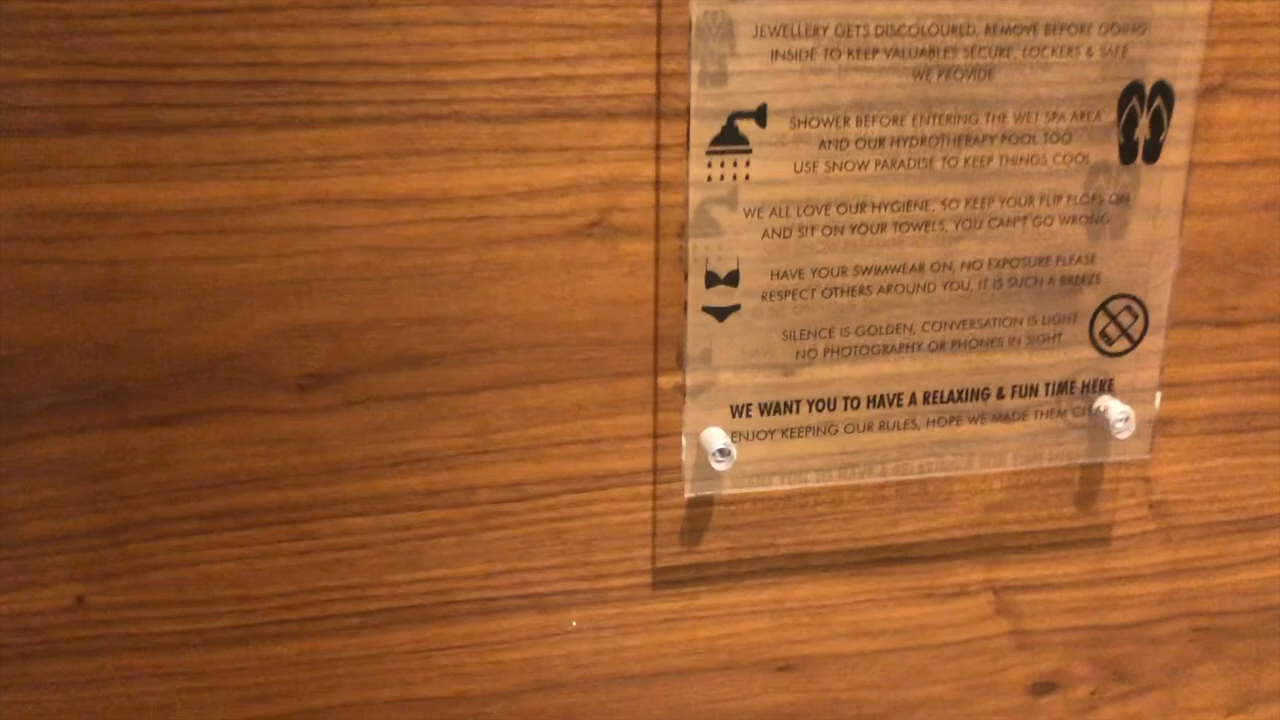 JEWELLERY GETS DISCOLOURED, REMOVE BEFORE GOING
INSIDE TO KEEP VALUABLES SECURE, LOCKERS & SAFE
WE PROVIDE
SHOWER BEFORE ENTERING THE WET SPA AREA
AND OUR HYDROTHERAPY POOL TOO
USE SNOW PARADISE TO KEEP THINGS COOL
WE ALL LOVE OUR HYGIENE, SO KEEP YOUR FLIP FLOPS ON
AND SIT ON YOUR TOWELS, YOU CAN'T GO WRONG
HAVE YOUR SWIMWEAR ON, NO EXPOSURE PLEASE
RESPECT OTHERS AROUND YOU, IT IS SUCH A BREEZE
SILENCE IS GOLDEN, CONVERSATION IS LIGHT
NO PHOTOGRAPHY OR PHONES IN SIGHT
WE WANT YOU TO HAVE A RELAXING & FUN TIME HERE
ENJOY KEEPING OUR RULES, HOPE WE MADE THEM